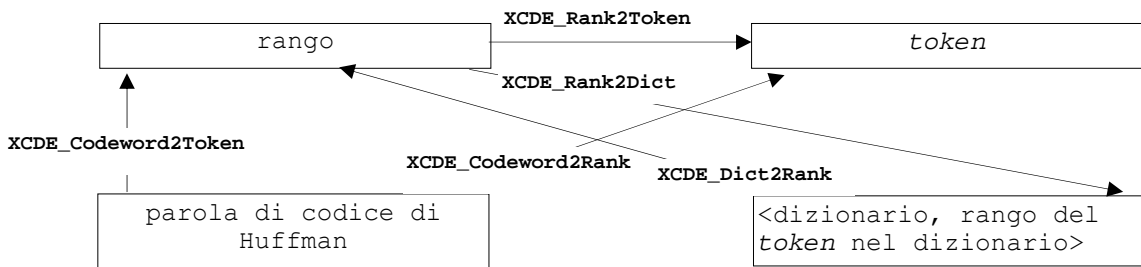 XCDE_Rank2Token
rango
token
XCDE_Rank2Dict
XCDE_Codeword2Token
XCDE_Codeword2Rank
XCDE_Dict2Rank
parola di codice di
Huffman
<dizionario, rango del
token nel dizionario>